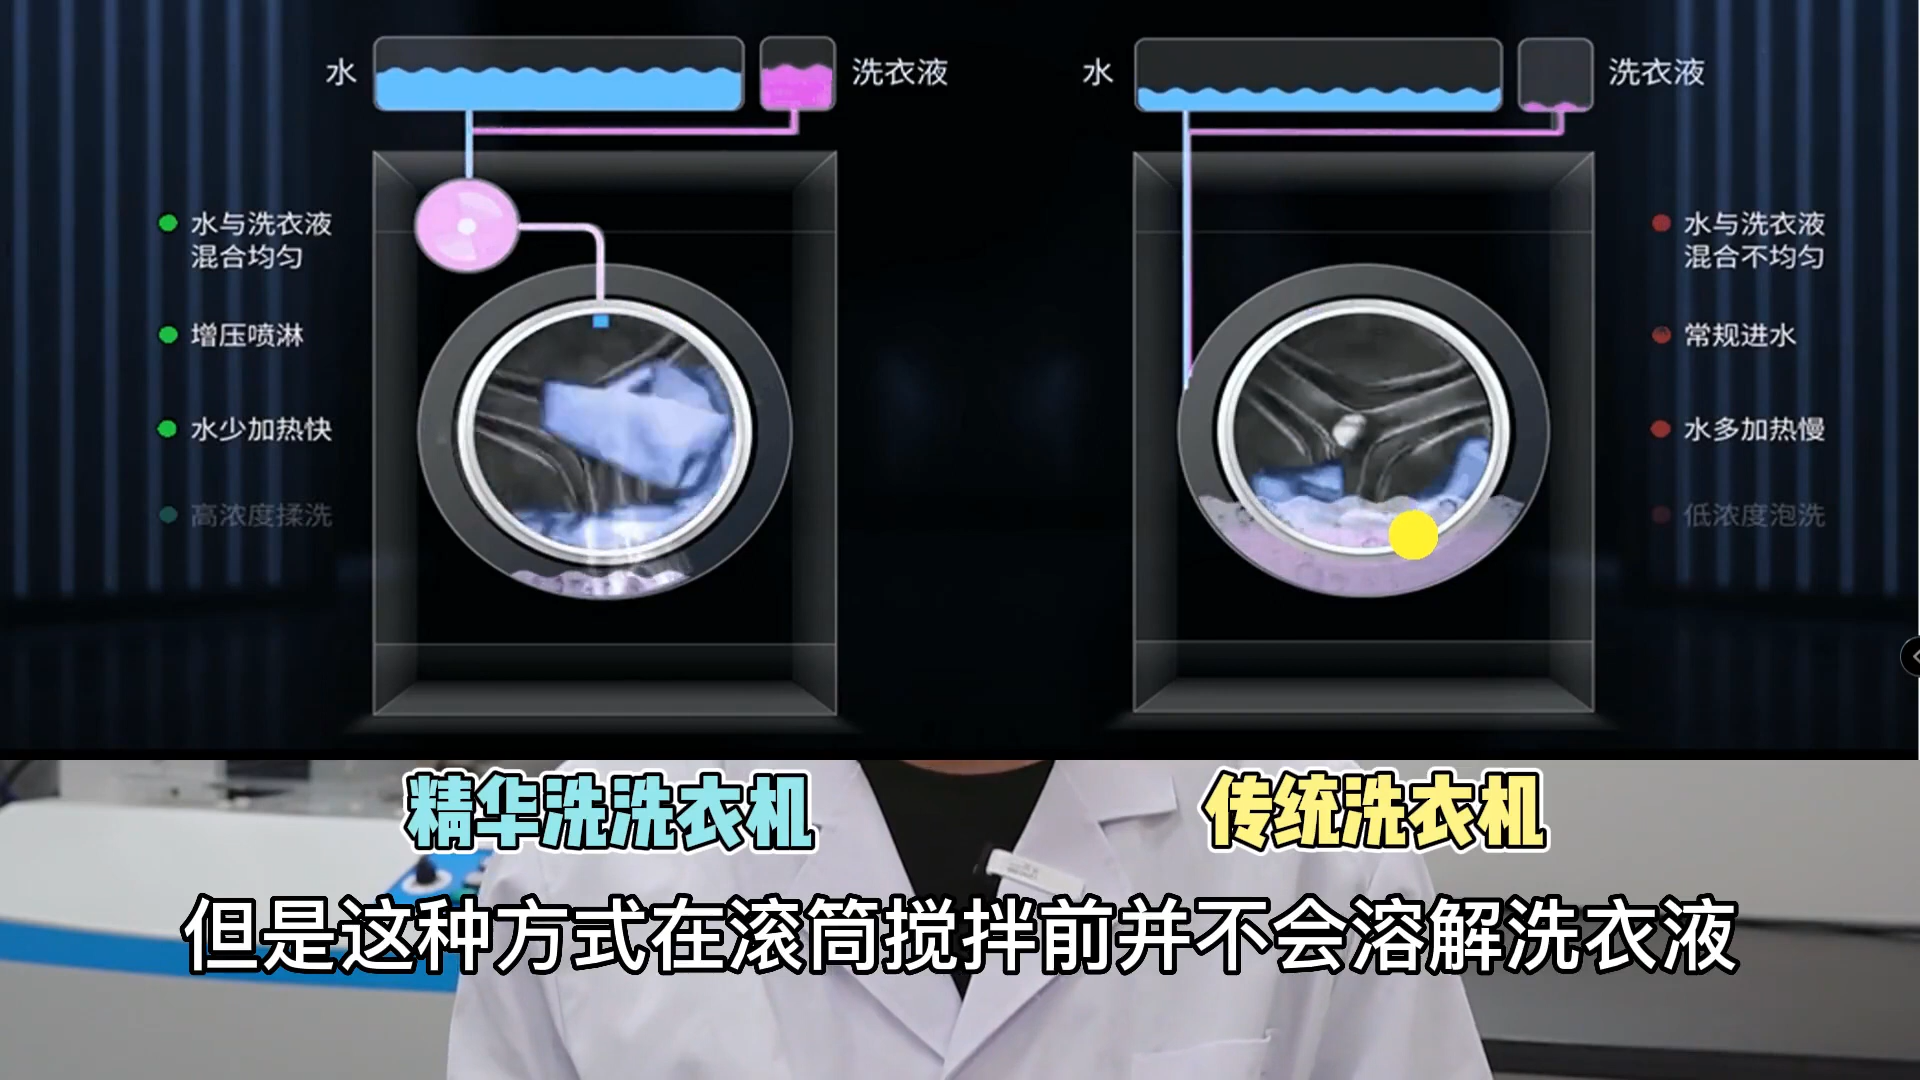 水
洗衣液
水
洗衣液
水与洗衣液
混合均匀
增压喷淋
水少加热快
高浓度揉洗
水与洗衣液
混合不均匀
常规进水
水多加热慢
低浓度泡洗
精华洗洗衣机
传统洗衣机
但是这种方式在滚筒搅拌前并不会溶解洗衣液